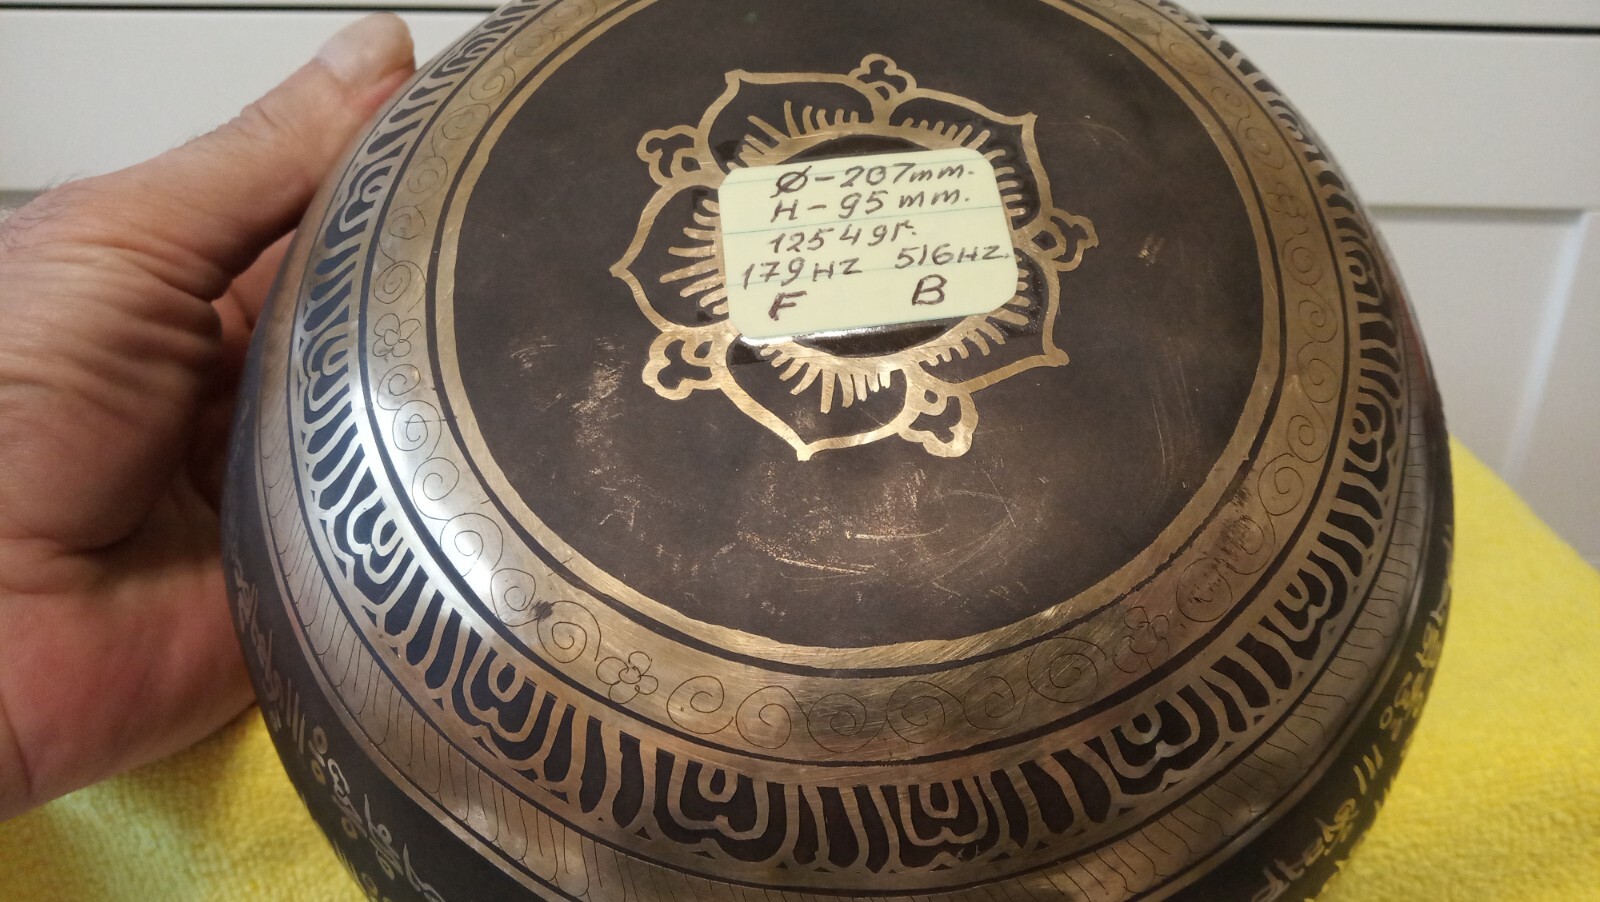 Ø-207mm.
H-95mm.
1254gr.
179HZ 516HZ.
F B